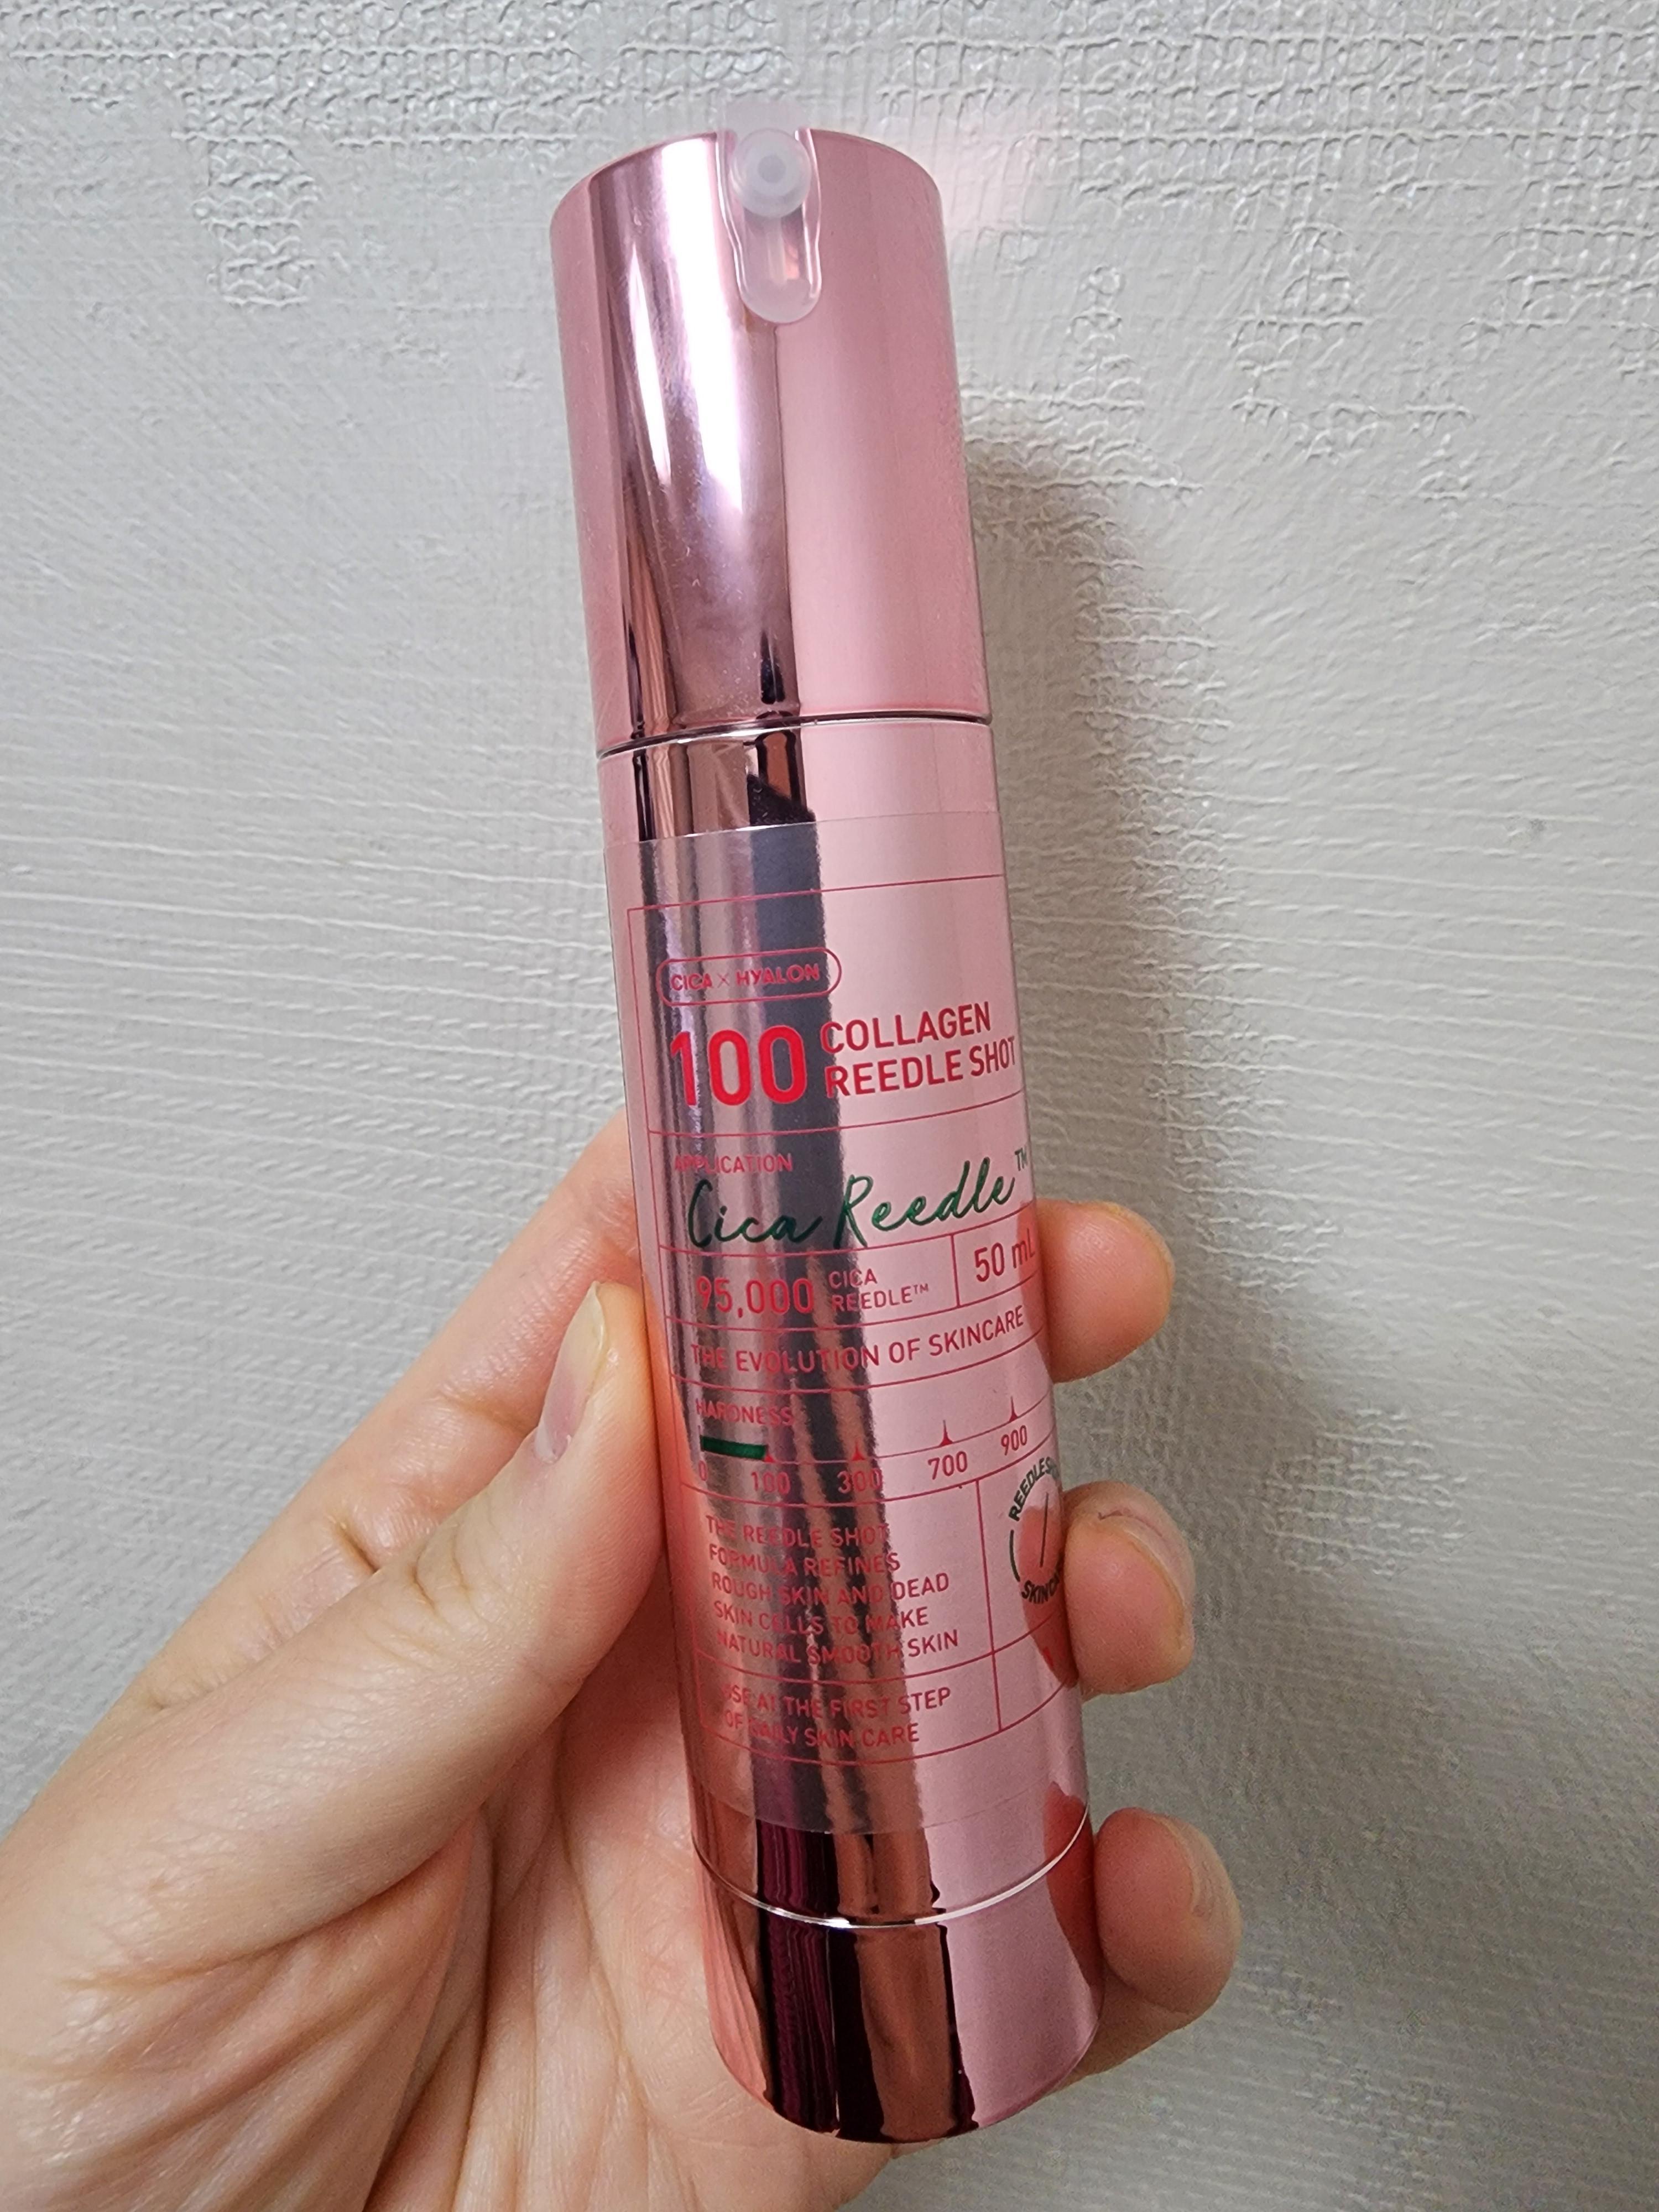 CICA × HYALON
100 COLLAGEN
REEDLE SHOT
APPLICATION
Cica Reedle™
95,000 CICA
REEDLE™
50 mL
THE EVOLUTION OF SKINCARE
HARDNESS
0 100 300 700 900
THE REEDLE SHOT
FORMULA REFINES
ROUGH SKIN AND DEAD
SKIN CELLS TO MAKE
NATURAL SMOOTH SKIN
USE AT THE FIRST STEP
OF DAILY SKIN CARE